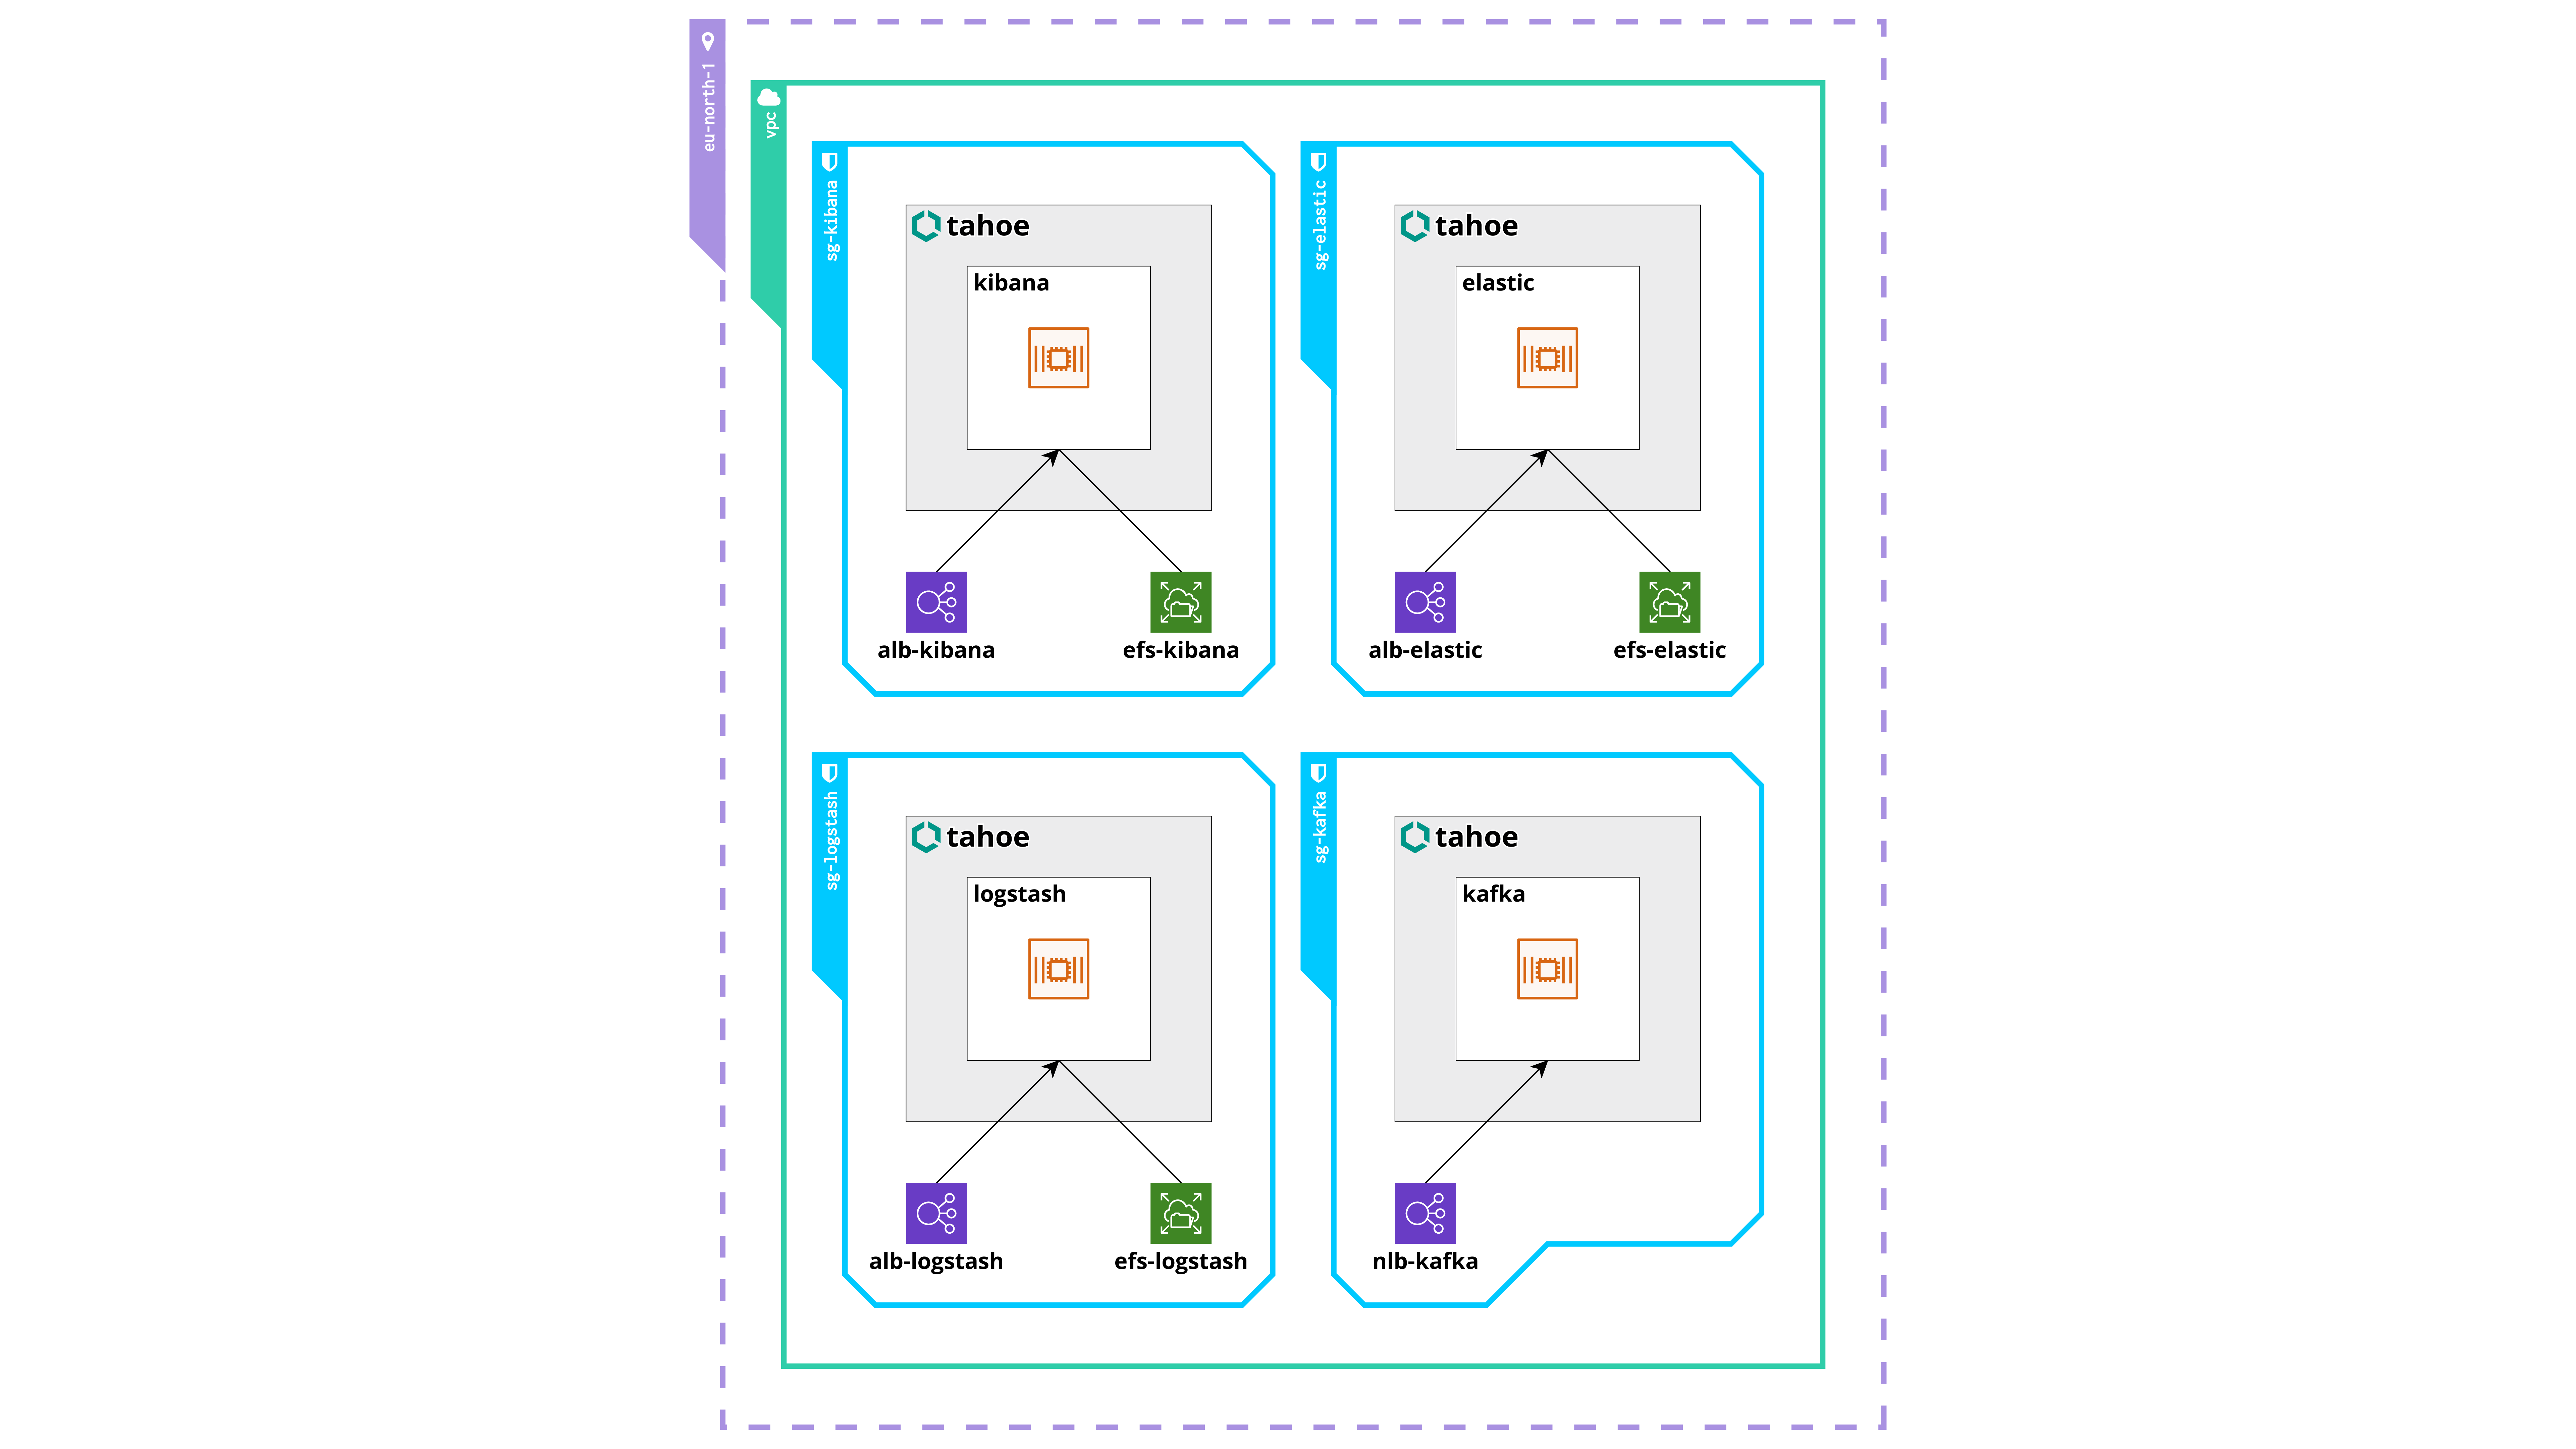 eu-north-1
vpc
sg-kibana
tahoe
kibana
alb-kibana
efs-kibana
sg-elastic
tahoe
elastic
alb-elastic
efs-elastic
sg-logstash
tahoe
logstash
alb-logstash
efs-logstash
sg-kafka
tahoe
kafka
nlb-kafka